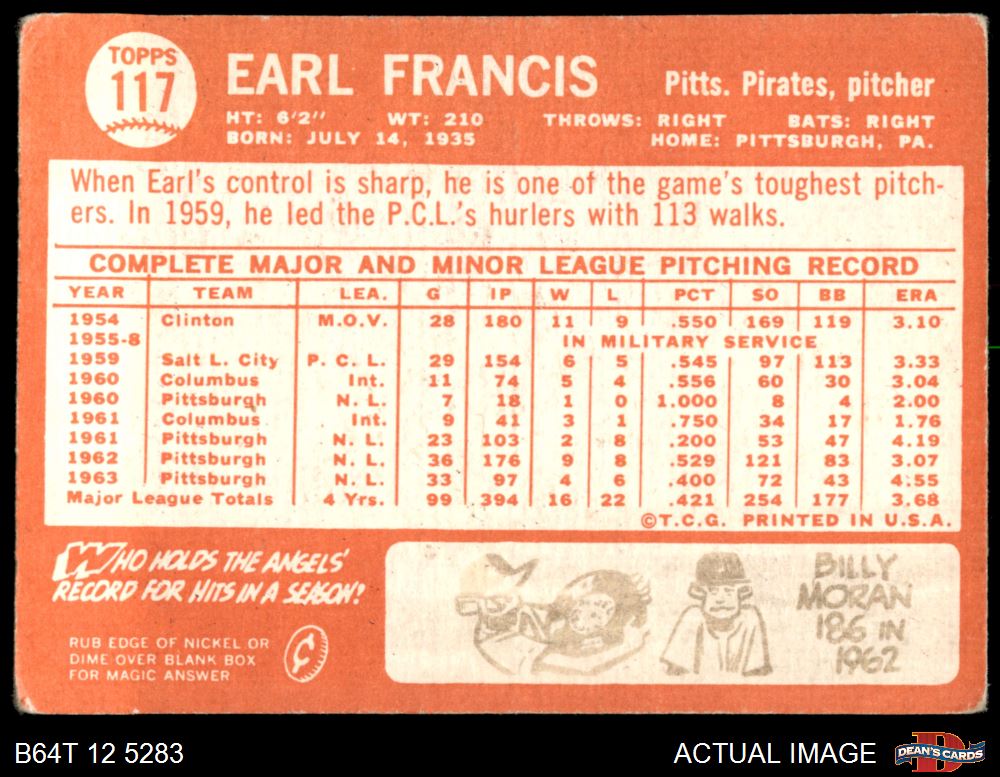 TOPPS
117
EARL FRANCIS
Pitts. Pirates, pitcher
HT: 6'2" WT: 210 THROWS: RIGHT BATS: RIGHT
BORN: JULY 14, 1935 HOME: PITTSBURGH, PA.
When Earl's control is sharp, he is one of the game's toughest pitch-
ers. In 1959, he led the P.C.L.'s hurlers with 113 walks.
COMPLETE MAJOR AND MINOR LEAGUE PITCHING RECORD
YEAR TEAM LEA. G IP W L PCT SO BB ERA
1954 Clinton M.O.V. 28 180 11 9 .550 169 119 3.10
1955-8 IN MILITARY SERVICE
1959 Salt L. City P. C. L. 29 154 6 5 .545 97 113 3.33
1960 Columbus Int. 11 74 5 4 .556 60 30 3.04
1960 Pittsburgh N. L. 7 18 1 0 1.000 8 4 2.00
1961 Columbus Int. 9 41 3 1 .750 34 17 1.76
1961 Pittsburgh N. L. 23 103 2 8 .200 53 47 4.19
1962 Pittsburgh N. L. 36 176 9 8 .529 121 83 3.07
1963 Pittsburgh N. L. 33 97 4 6 .400 72 43 4.55
Major League Totals 4 Yrs. 99 394 16 22 .421 254 177 3.68
©T.C.G. PRINTED IN U.S.A.
WHO HOLDS THE ANGELS'
RECORD FOR HITS IN A SEASON?
RUB EDGE OF NICKEL OR
DIME OVER BLANK BOX
FOR MAGIC ANSWER
BILLY
MORAN
186 IN
1962
B64T 12 5283
ACTUAL IMAGE
DEAN'S CARDS